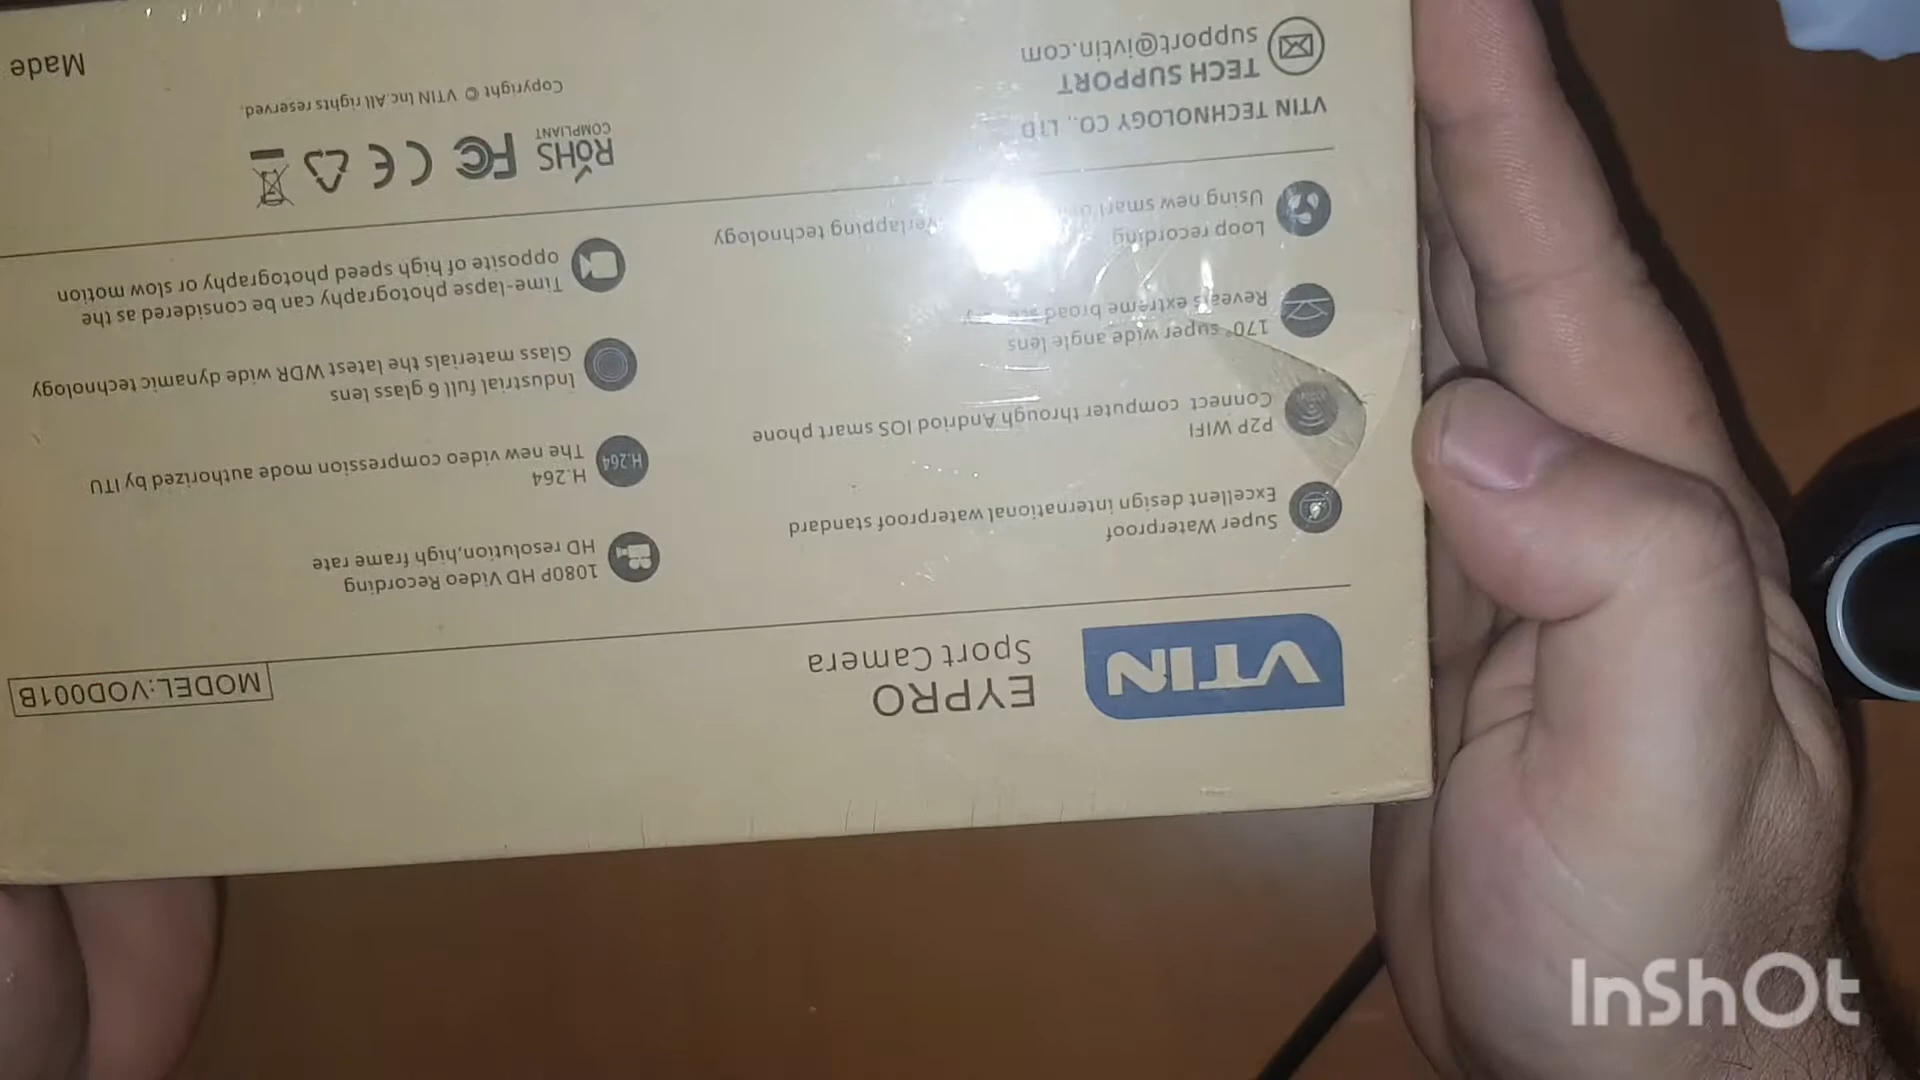 VTIN
EYPRO
Sport Camera
MODEL:VOD001B
Super Waterproof
Excellent design international waterproof standard
P2P WIFI
Connect computer through Andriod IOS smart phone
170° super wide angle lens
Reveals extreme broad
Loop recording
Using new smart overlapping technology
1080P HD Video Recording
HD resolution,high frame rate
H.264
H.264
The new video compression mode authorized by ITU
Industrial full 6 glass lens
Glass materials the latest WDR wide dynamic technology
Time-lapse photography can be considered as the
opposite of high speed photography or slow motion
VTIN TECHNOLOGY CO., LTD
TECH SUPPORT
support@ivtin.com
RoHS
COMPLIANT
FC CE
Copyright © VTIN Inc.All rights reserved.
Made
InShOt